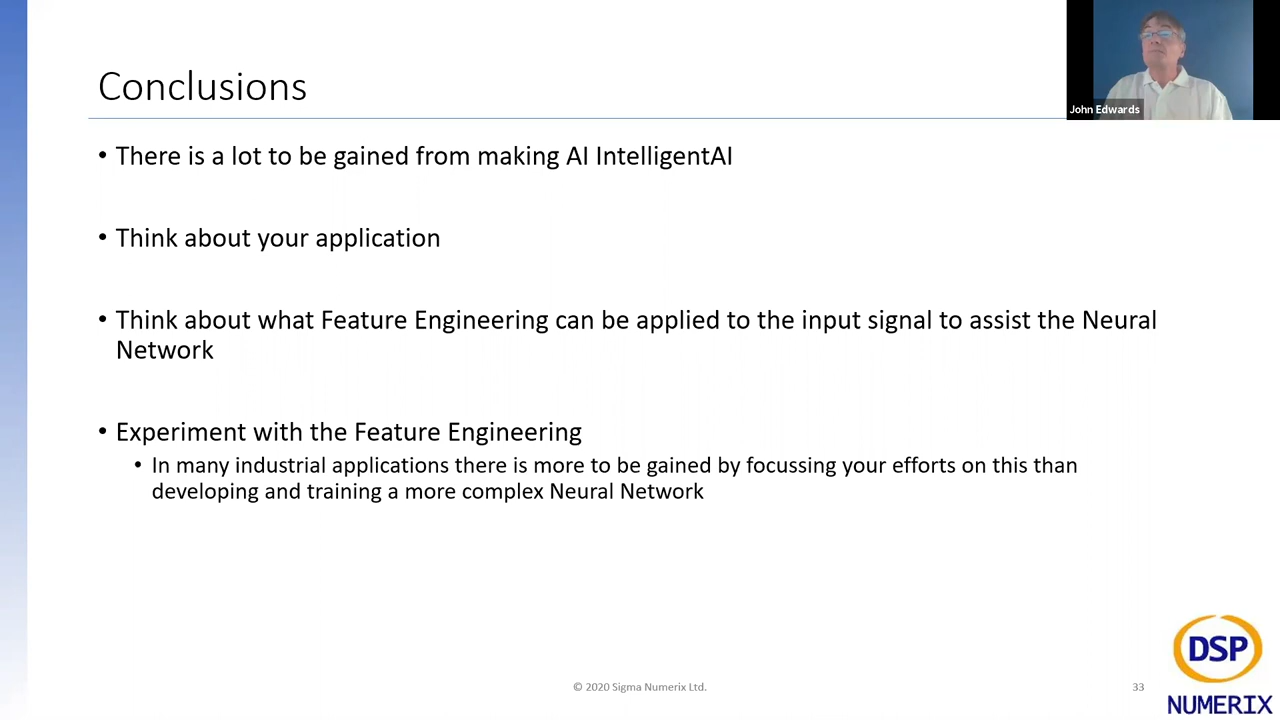 Conclusions
John Edwards
• There is a lot to be gained from making AI IntelligentAI
• Think about your application
• Think about what Feature Engineering can be applied to the input signal to assist the Neural
Network
• Experiment with the Feature Engineering
• In many industrial applications there is more to be gained by focussing your efforts on this than
developing and training a more complex Neural Network
© 2020 Sigma Numerix Ltd.
33
DSP
NUMERIX